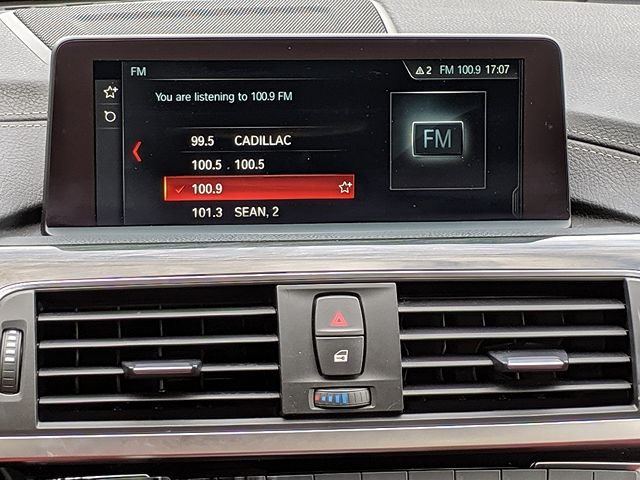 FM
2 FM 100.9 17:07
You are listening to 100.9 FM
99.5 CADILLAC
100.5 . 100.5
100.9
101.3 SEAN, 2
FM